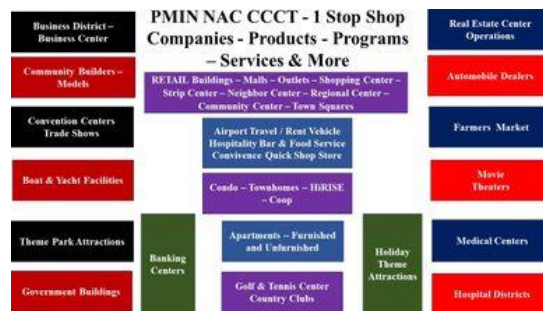 PMIN NAC CCCT - 1 Stop Shop
Companies - Products - Programs
– Services & More
Business District –
Business Center
Community Builders –
Models
Convention Centers
Trade Shows
Boat & Yacht Facilities
Theme Park Attractions
Government Buildings
RETAIL Buildings – Malls – Outlets – Shopping Center –
Strip Center – Neighbor Center – Regional Center –
Community Center – Town Squares
Airport Travel / Rent Vehicle
Hospitality Bar & Food Service
Convivence Quick Shop Store
Condo – Townhomes – HiRISE
– Coop
Banking
Centers
Apartments – Furnished
and Unfurnished
Golf & Tennis Center
Country Clubs
Holiday
Theme
Attractions
Real Estate Center
Operations
Automobile Dealers
Farmers Market
Movie
Theaters
Medical Centers
Hospital Districts